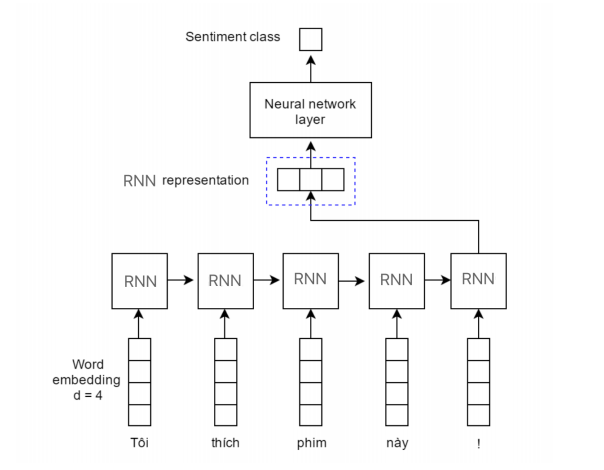 Sentiment class
Neural network
layer
RNN representation
RNN RNN RNN RNN RNN
Word
embedding
d = 4
Tôi thích phim này !